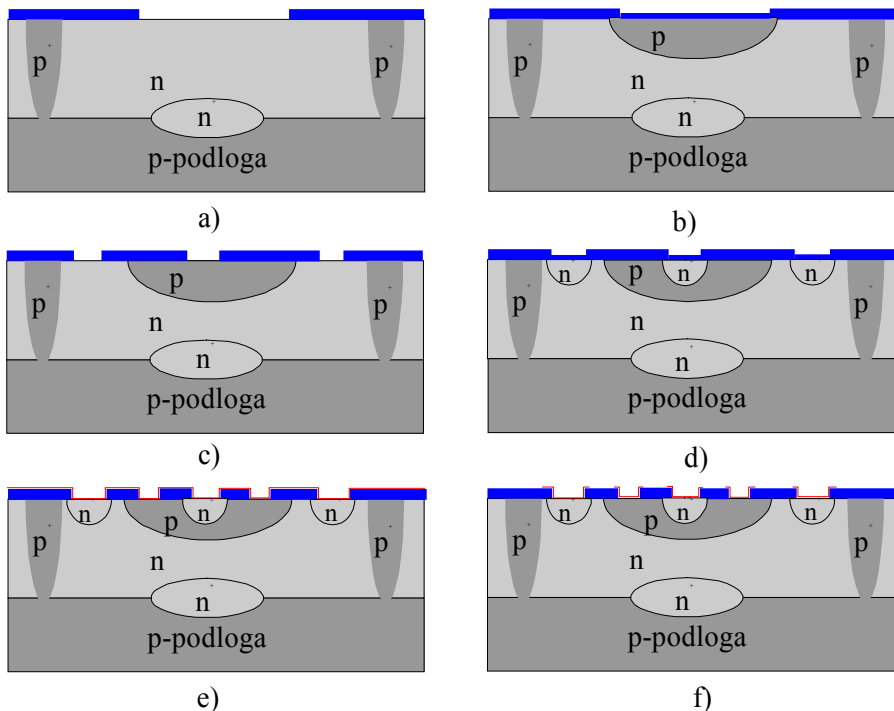 p⁺ n n⁺ p⁺
p-podloga
a)
p⁺ p n n⁺ p⁺
p-podloga
b)
p⁺ p n n⁺ p⁺
p-podloga
c)
p⁺ n⁺ p n⁺ n⁺ n n⁺ p⁺
p-podloga
d)
p⁺ n⁺ p n⁺ n⁺ n n⁺ p⁺
p-podloga
e)
p⁺ n⁺ p n⁺ n⁺ n n⁺ p⁺
p-podloga
f)